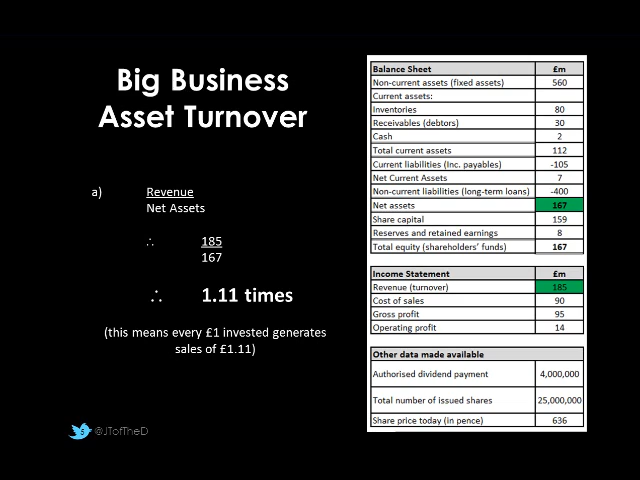 Big Business
Asset Turnover
a) Revenue
Net Assets
∴ 185
167
∴ 1.11 times
(this means every £1 invested generates
sales of £1.11)
@JTofTheD
Balance Sheet £m
Non-current assets (fixed assets) 560
Current assets:
Inventories 80
Receivables (debtors) 30
Cash 2
Total current assets 112
Current liabilities (Inc. payables) -105
Net Current Assets 7
Non-current liabilities (long-term loans) -400
Net assets 167
Share capital 159
Reserves and retained earnings 8
Total equity (shareholders' funds) 167
Income Statement £m
Revenue (turnover) 185
Cost of sales 90
Gross profit 95
Operating profit 14
Other data made available
Authorised dividend payment 4,000,000
Total number of issued shares 25,000,000
Share price today (in pence) 636